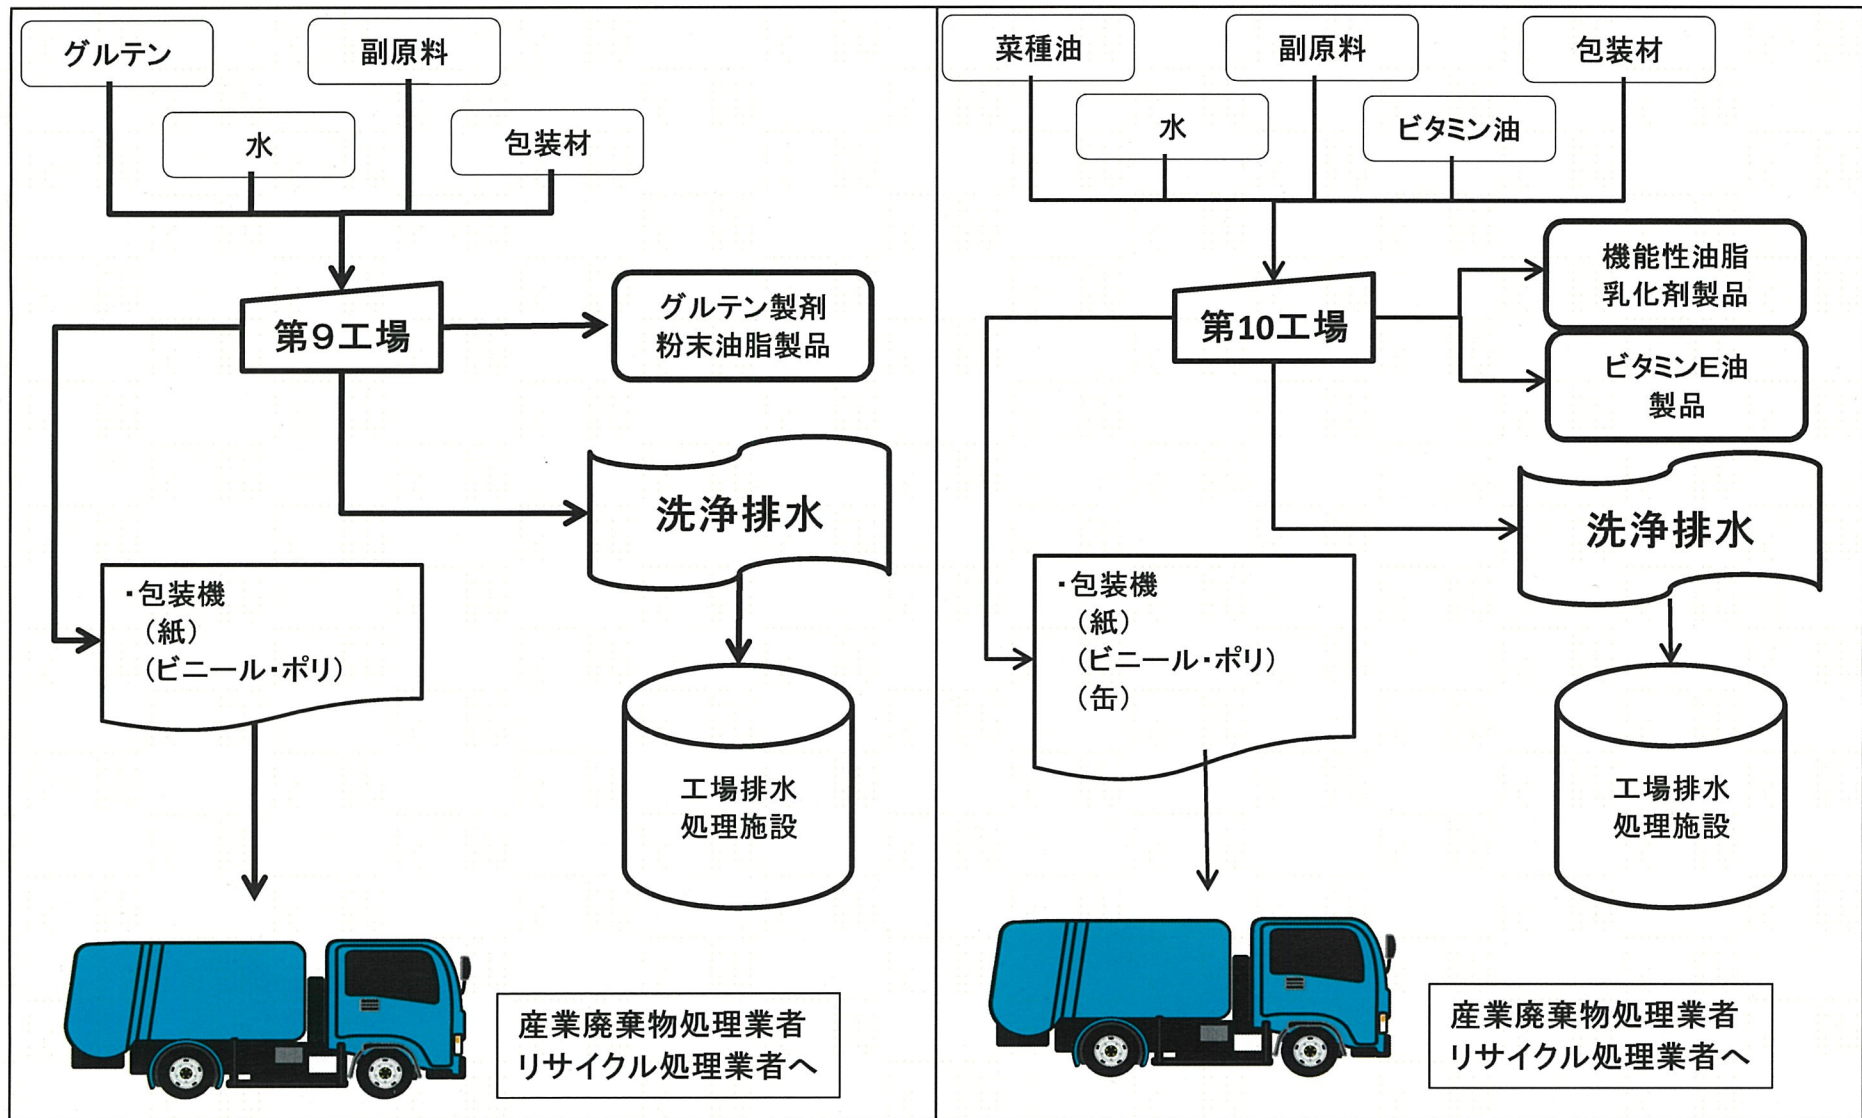 グルテン
副原料
水
包装材
第９工場
グルテン製剤
粉末油脂製品
洗浄排水
・包装機
（紙）
（ビニール・ポリ）
工場排水
処理施設
産業廃棄物処理業者
リサイクル処理業者へ
菜種油
副原料
包装材
水
ビタミン油
第10工場
機能性油脂
乳化剤製品
ビタミンE油
製品
洗浄排水
・包装機
（紙）
（ビニール・ポリ）
（缶）
工場排水
処理施設
産業廃棄物処理業者
リサイクル処理業者へ